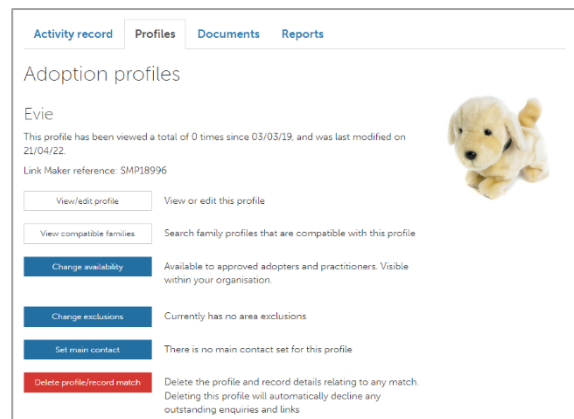 Activity record Profiles Documents Reports
Adoption profiles
Evie
This profile has been viewed a total of 0 times since 03/03/19, and was last modified on
21/04/22.
Link Maker reference: SMP18996
View/edit profile View or edit this profile
View compatible families Search family profiles that are compatible with this profile
Change availability Available to approved adopters and practitioners. Visible
within your organisation.
Change exclusions Currently has no area exclusions
Set main contact There is no main contact set for this profile
Delete profile/record match Delete the profile and record details relating to any match.
Deleting this profile will automatically decline any
outstanding enquiries and links